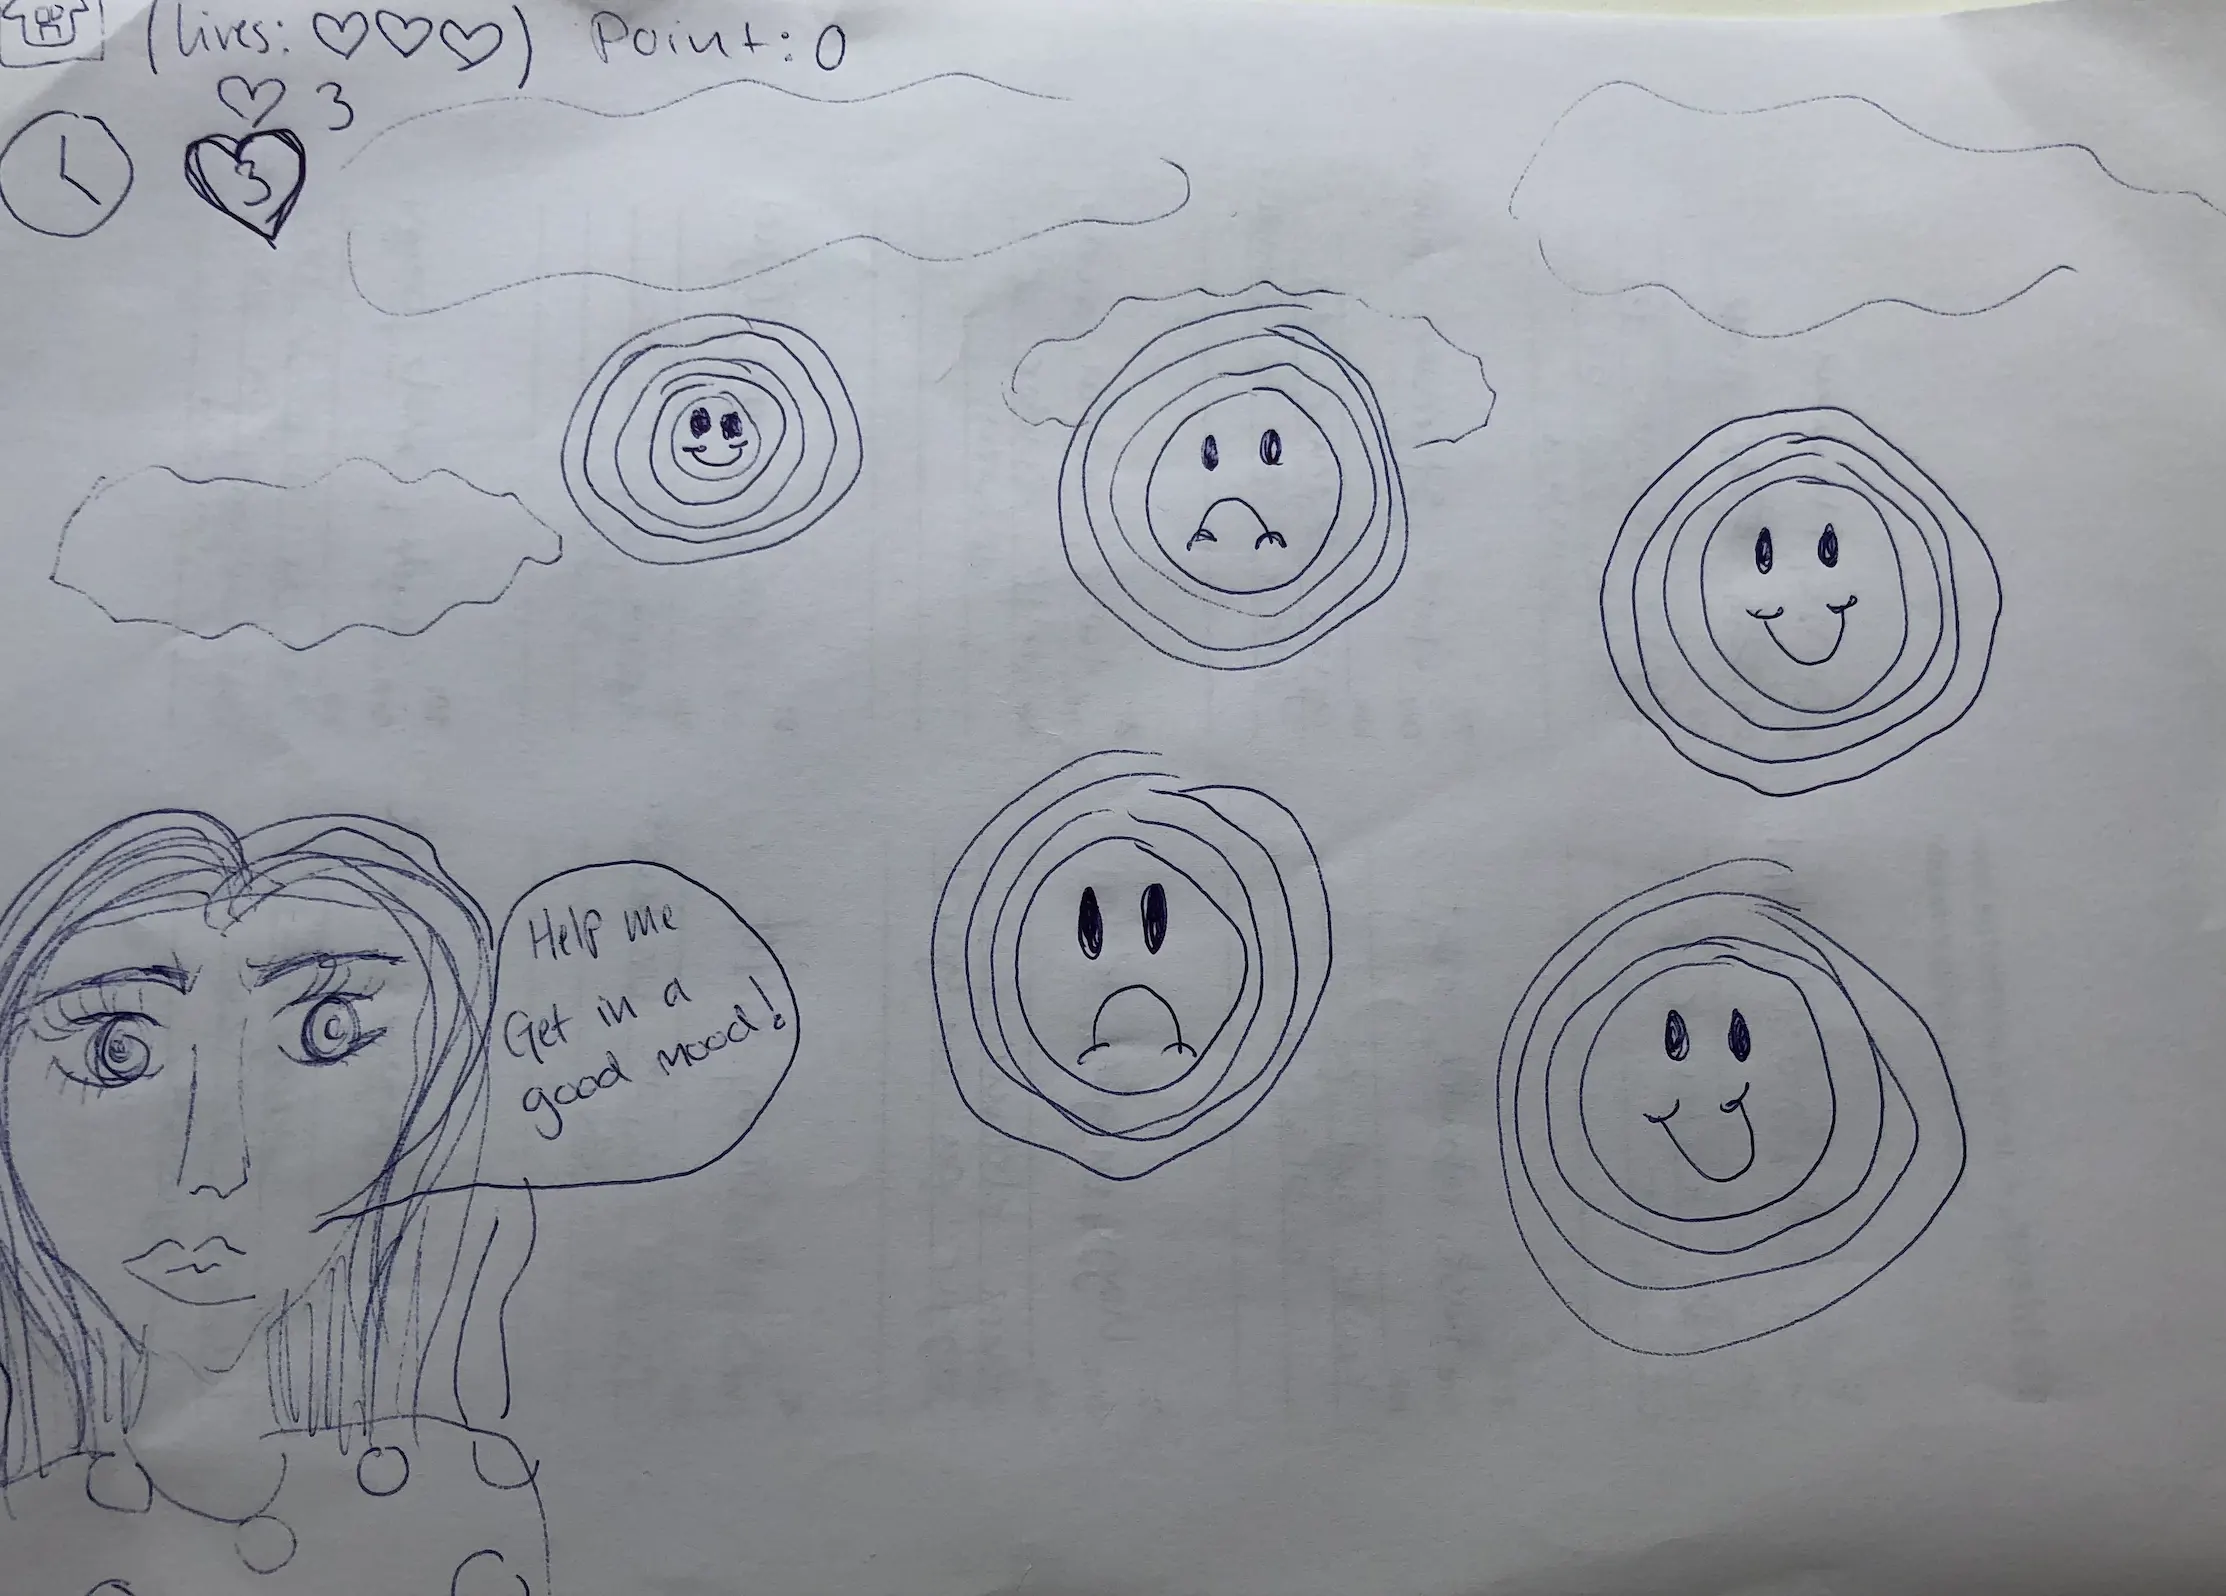 (Lives: ♡♡♡) Point: 0
♡ 3
3
Help me
Get in a
good mood!